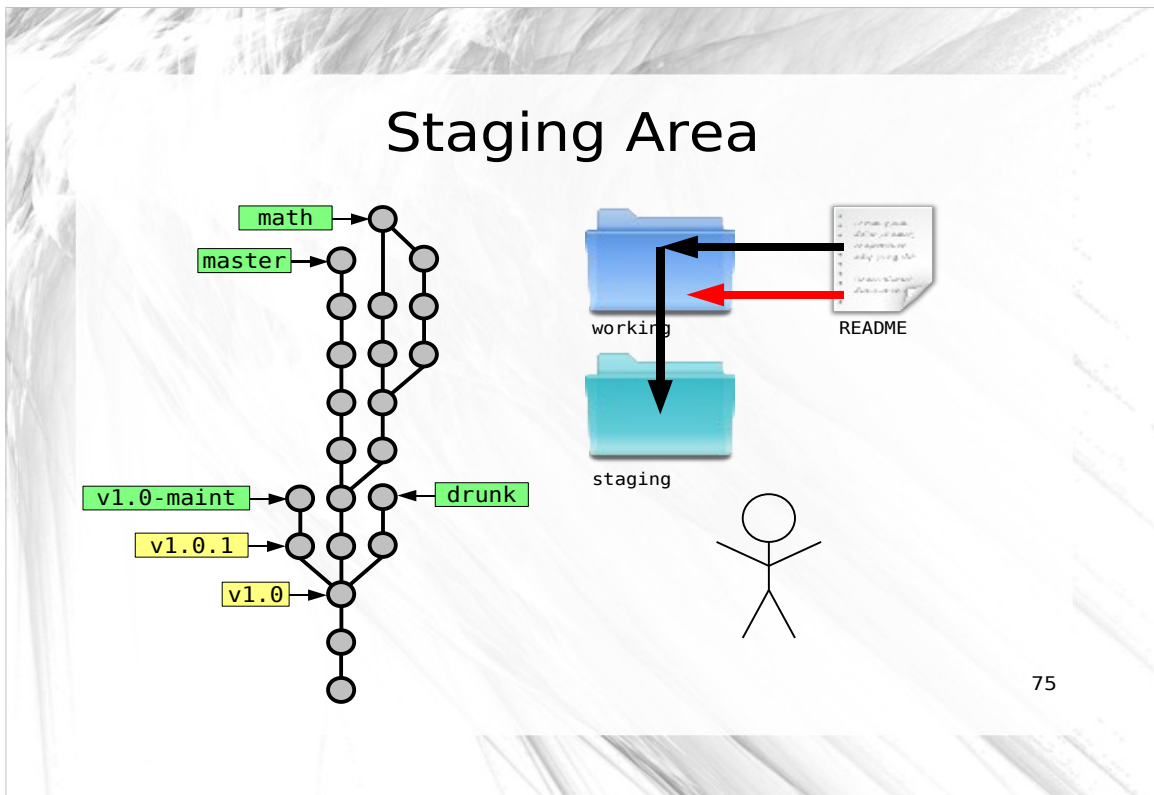 Staging Area
math
master
working
README
staging
v1.0-maint
drunk
v1.0.1
v1.0
75